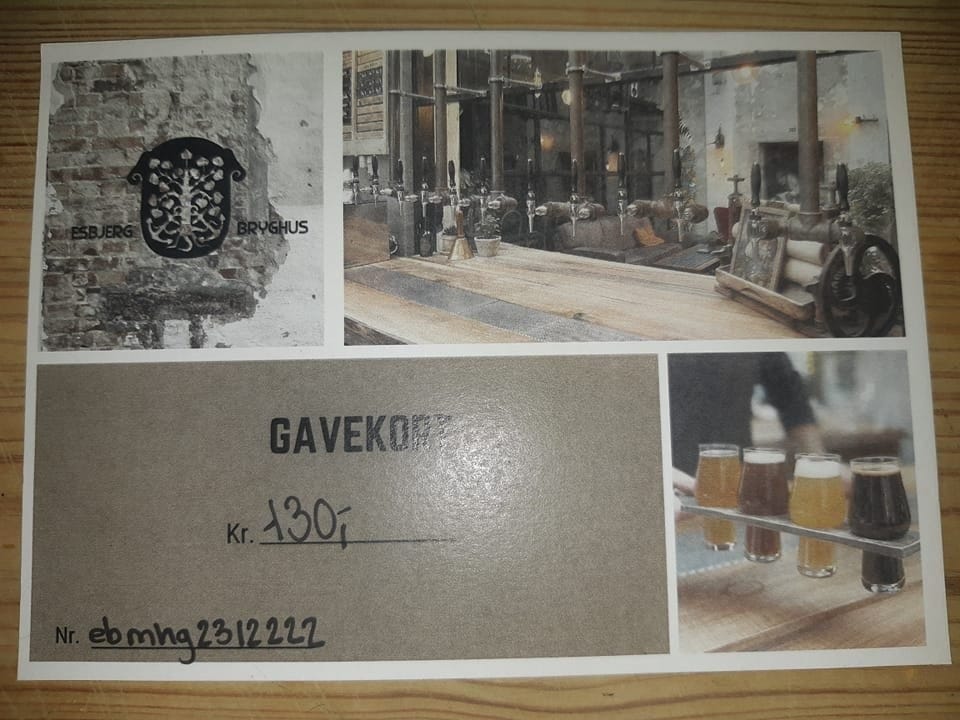 ESBJERG BRYGHUS
GAVEKORT
Kr. 130,-
Nr. ebmhg2312222